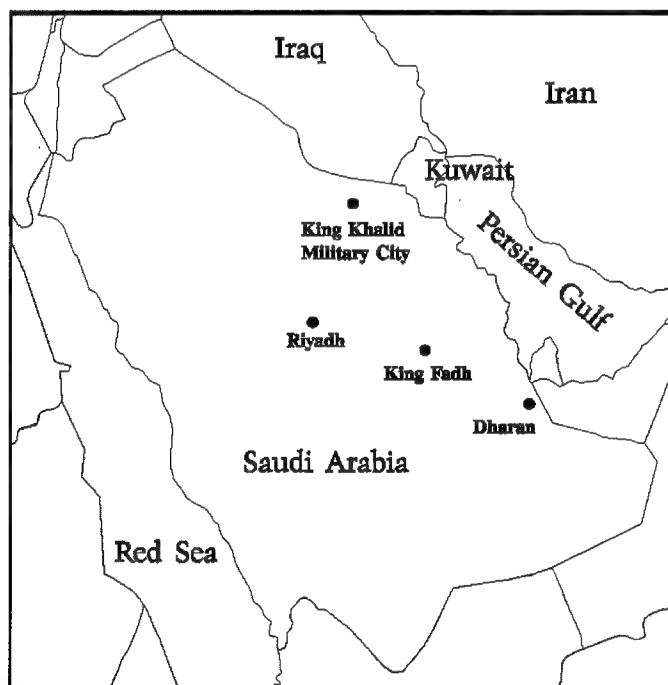 Iraq
Iran
Kuwait
Persian Gulf
King Khalid
Military City
Riyadh
King Fadh
Dharan
Saudi Arabia
Red Sea